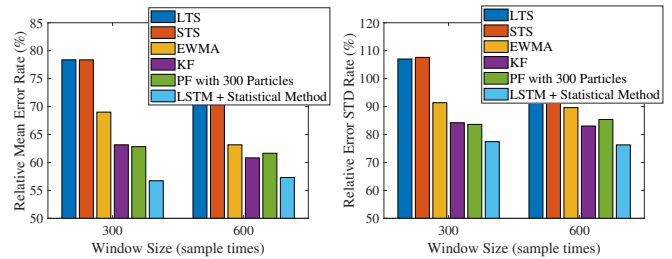 LTS
STS
EWMA
KF
PF with 300 Particles
LSTM + Statistical Method
85
80
75
70
65
60
55
50
Relative Mean Error Rate (%)
300
600
Window Size (sample times)
LTS
STS
EWMA
KF
PF with 300 Particles
LSTM + Statistical Method
120
110
100
90
80
70
60
50
Relative Error STD Rate (%)
300
600
Window Size (sample times)